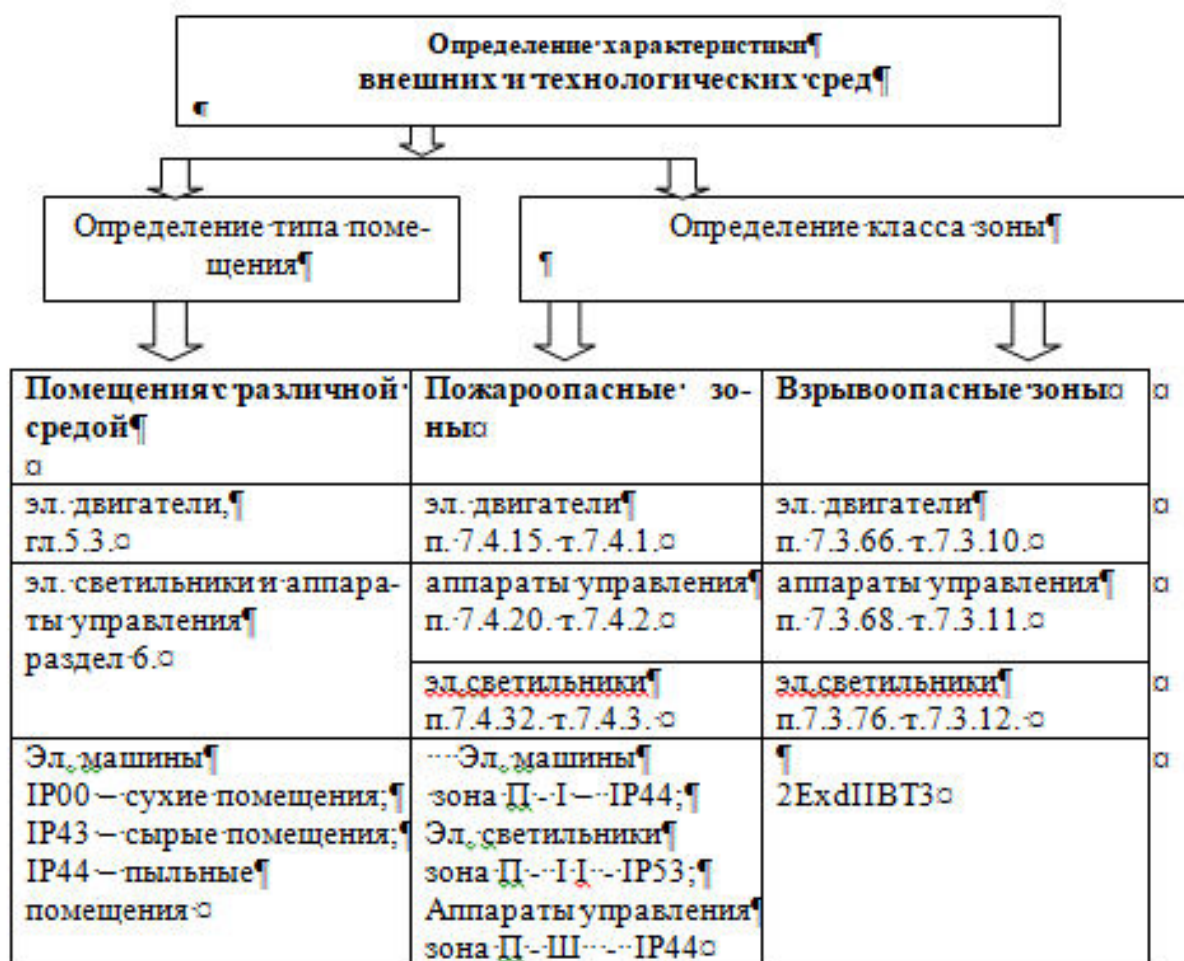 Определение характеристики
внешних и технологических сред
Определение типа поме-
щения
Определение класса зоны
Помещения с различной
средой
Пожароопасные зо-
ны
Взрывоопасные зоны
эл. двигатели,
гл.5.3.
эл. двигатели
п. 7.4.15. т.7.4.1.
эл. двигатели
п. 7.3.66. т.7.3.10.
эл. светильники и аппара-
ты управления
раздел 6.
аппараты управления
п. 7.4.20. т.7.4.2.
аппараты управления
п. 7.3.68. т.7.3.11.
эл.светильники
п.7.4.32. т.7.4.3.
эл.светильники
п.7.3.76. т.7.3.12.
Эл. машины
IP00 – сухие помещения;
IP43 – сырые помещения;
IP44 – пыльные
помещения
Эл. машины
зона П - I – IP44;
Эл. светильники
зона П - I I - IP53;
Аппараты управления
зона П - Ш - IP44
2ExdIIBT3